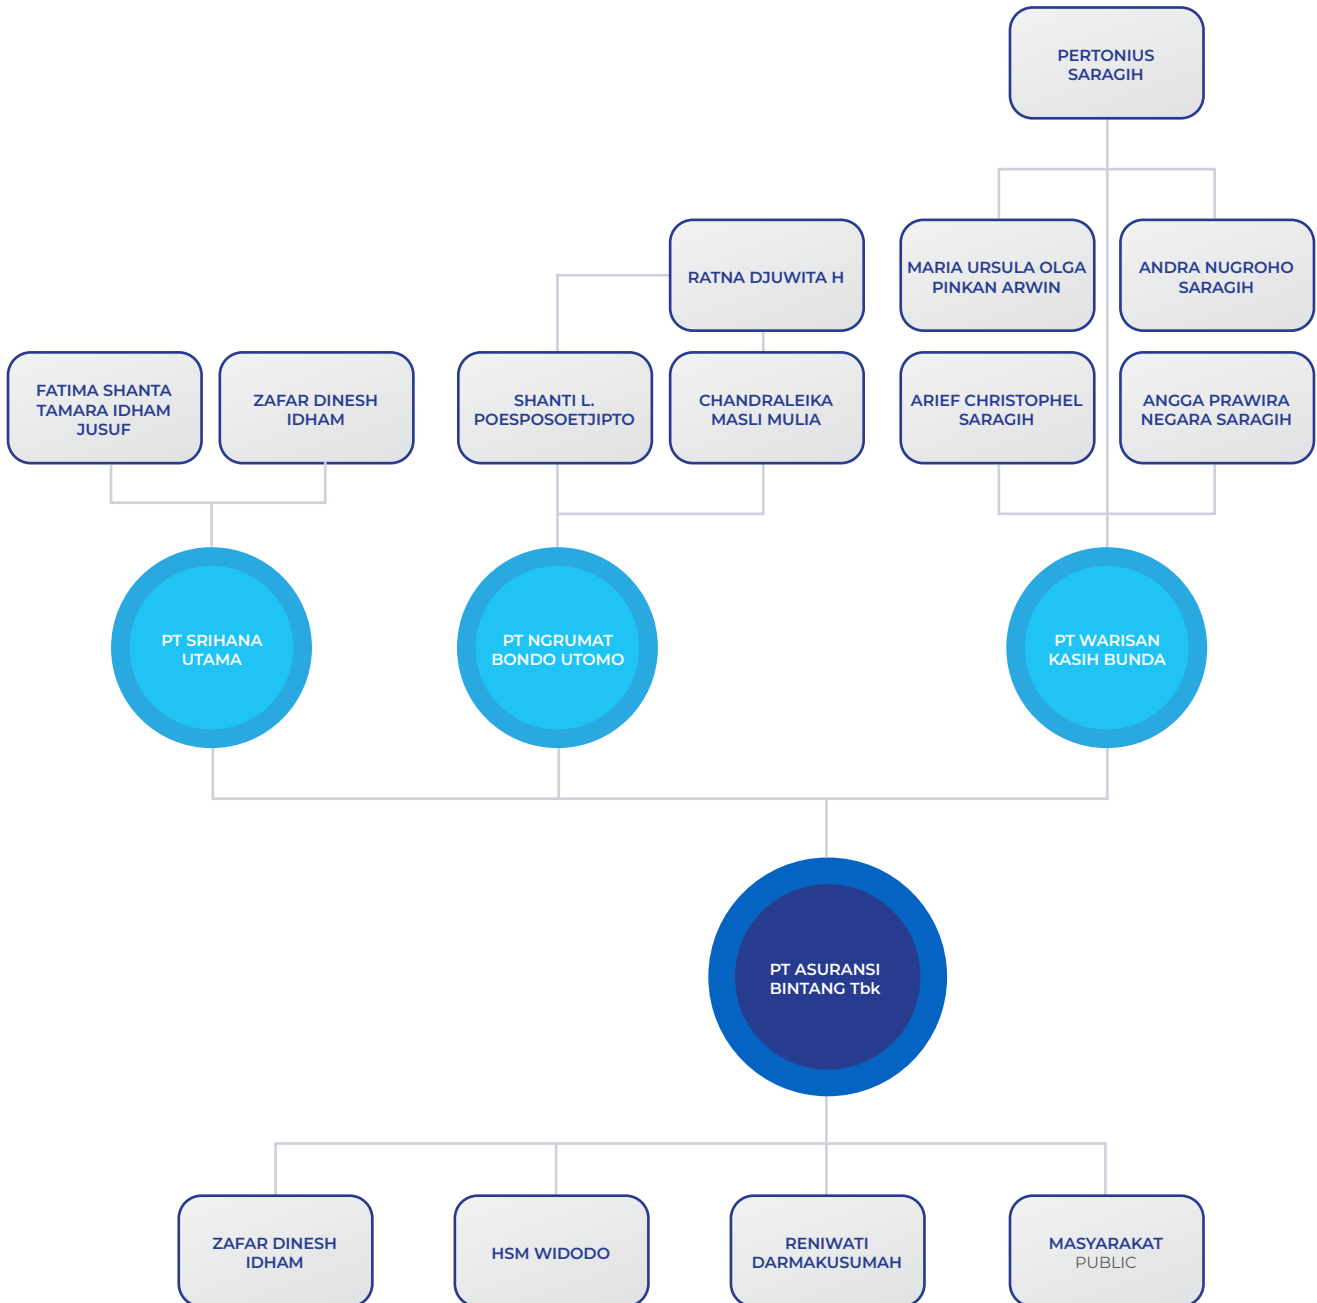 PERTONIUS
SARAGIH
RATNA DJUWITA H
MARIA URSULA OLGA
PINKAN ARWIN
ANDRA NUGROHO
SARAGIH
FATIMA SHANTA
TAMARA IDHAM
JUSUF
ZAFAR DINESH
IDHAM
SHANTI L.
POESPOSOETJIPTO
CHANDRALEIKA
MASLI MULIA
ARIEF CHRISTOPHEL
SARAGIH
ANGGA PRAWIRA
NEGARA SARAGIH
PT SRIHANA
UTAMA
PT NGRUMAT
BONDO UTOMO
PT WARISAN
KASIH BUNDA
PT ASURANSI
BINTANG Tbk
ZAFAR DINESH
IDHAM
HSM WIDODO
RENIWATI
DARMAKUSUMAH
MASYARAKAT
PUBLIC